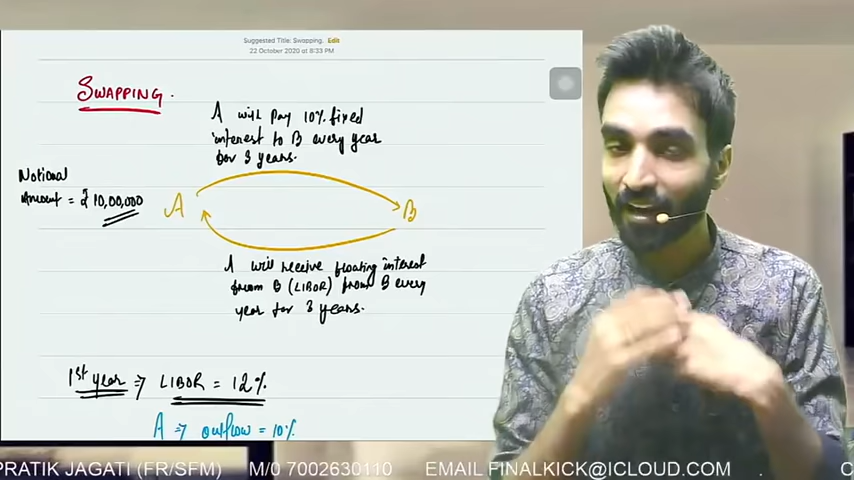 Suggested Title: Swapping. Edit
22 October 2020 at 8:33 PM
SWAPPING.
A will pay 10% fixed
interest to B every year
for 3 years.
Notional
Amount = ₹ 10,00,000
A
B
A will receive floating interest
from B (LIBOR) from B every
year for 3 years.
1st year ⇒ LIBOR = 12%
A ⇒ outflow = 10%
PRATIK JAGATI (FR/SFM) M/0 7002630110 EMAIL FINALKICK@ICLOUD.COM . C